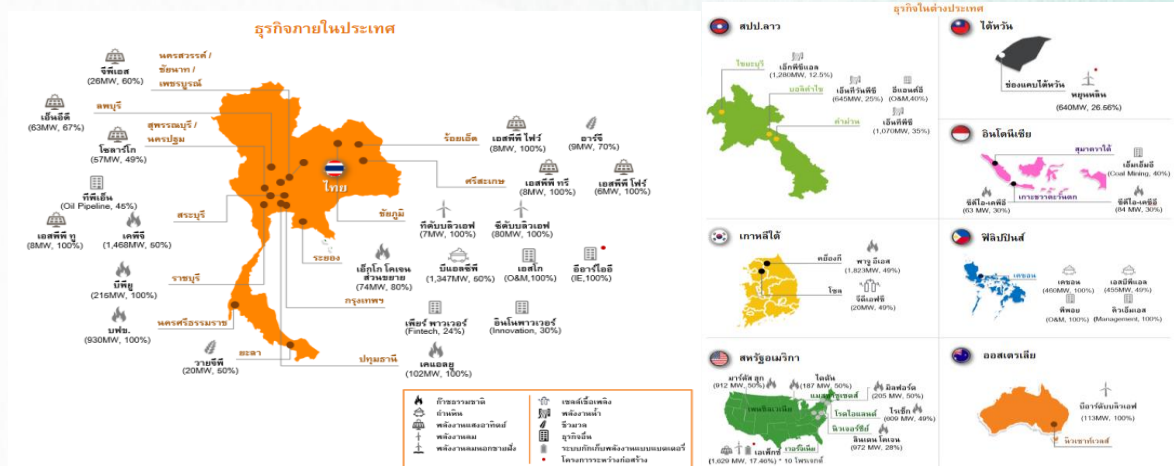 ธุรกิจภายในประเทศ
นครสวรรค์ /
ชัยนาท /
เพชรบูรณ์
จีพีเอส
(26MW, 60%)
ลพบุรี
เอ็นอีดี
(63MW, 67%)
สุพรรณบุรี /
นครปฐม
โซลาร์โก
(57MW, 49%)
ทีพีเอ็น
(Oil Pipeline, 45%)
สระบุรี
เอสพีพี ทู
(8MW, 100%)
เคพีจี
(1,468MW, 50%)
ราชบุรี
บีพียู
(216MW, 100%)
นครศรีธรรมราช
บฟข.
(930MW, 100%)
ยะลา
วายจีพี
(20MW, 50%)
ไทย
ร้อยเอ็ด
เอสพีพี ไฟว์
(8MW, 100%)
อาร์จี
(9MW, 70%)
ศรีสะเกษ
เอสพีพี ทรี
(8MW, 100%)
เอสพีพี โฟร์
(6MW, 100%)
ชัยภูมิ
ทีดับบลิวเอฟ
(7MW, 100%)
ซีดับบลิวเอฟ
(80MW, 100%)
ระยอง
เอ็กโก โคเจน
ส่วนขยาย
(74MW, 80%)
บีแอลซีพี
(1,347MW, 50%)
เอสโก
(O&M,100%)
อีอาร์ไออี
(IE,100%)
กรุงเทพฯ
เพียร์ พาวเวอร์
(Fintech, 24%)
อินโนพาวเวอร์
(Innovation, 30%)
ปทุมธานี
เคแอลยู
(102MW, 100%)
ก๊าซธรรมชาติ
ถ่านหิน
พลังงานแสงอาทิตย์
พลังงานลม
พลังงานลมนอกชายฝั่ง
เซลล์เชื้อเพลิง
พลังงานน้ำ
ชีวมวล
ธุรกิจอื่น
ระบบกักเก็บพลังงานแบบแบตเตอรี่
โครงการระหว่างก่อสร้าง
ธุรกิจในต่างประเทศ
สปป.ลาว
ไซยะบุรี
เอ็กพีซีแอล
(1,280MW, 12.5%)
บอลิคำไซ
เอ็นทีวันพีซี
(645MW, 25%)
อีแอนด์อี
(O&M,40%)
คำม่วน
เอ็นทีพีซี
(1,070MW, 35%)
ไต้หวัน
ช่องแคบไต้หวัน
หยุนหลิน
(640MW, 26.56%)
อินโดนีเซีย
สุมาตราใต้
เอ็มเอ็มอี
(Coal Mining, 40%)
เกาะชวาตะวันตก
ซีดีไอ-เคพีอี
(63 MW, 30%)
ซีดีไอ-เคพีอี
(84 MW, 30%)
เกาหลีใต้
คย็องกี
พาจู อีเอส
(1,823MW, 49%)
โซล
จีดีเอฟซี
(20MW, 49%)
ฟิลิปปินส์
เคซอน
เคซอน
(460MW, 100%)
เอสบีพีแอล
(455MW, 49%)
พีพอย
(O&M, 100%)
คิวเอ็มเอส
(Management, 100%)
สหรัฐอเมริกา
มาร์คัส ฮุก
(912 MW, 50%)
ไตตัน
(187 MW, 50%)
แมสซาชูเซตส์
มิลฟอร์ด
(205 MW, 50%)
เพนซิลเวเนีย
โรดไอแลนด์
ไรเซ็ก
(609 MW, 49%)
นิวเจอร์ซีย์
ลินเดน โคเจน
(972 MW, 28%)
เวอร์จิเนีย
เอเพ็กซ์
(1,029 MW, 17.46%) * 10 โพรเจกต์
ออสเตรเลีย
บีอาร์ดับบลิวเอฟ
(113MW, 100%)
นิวเซาท์เวลส์